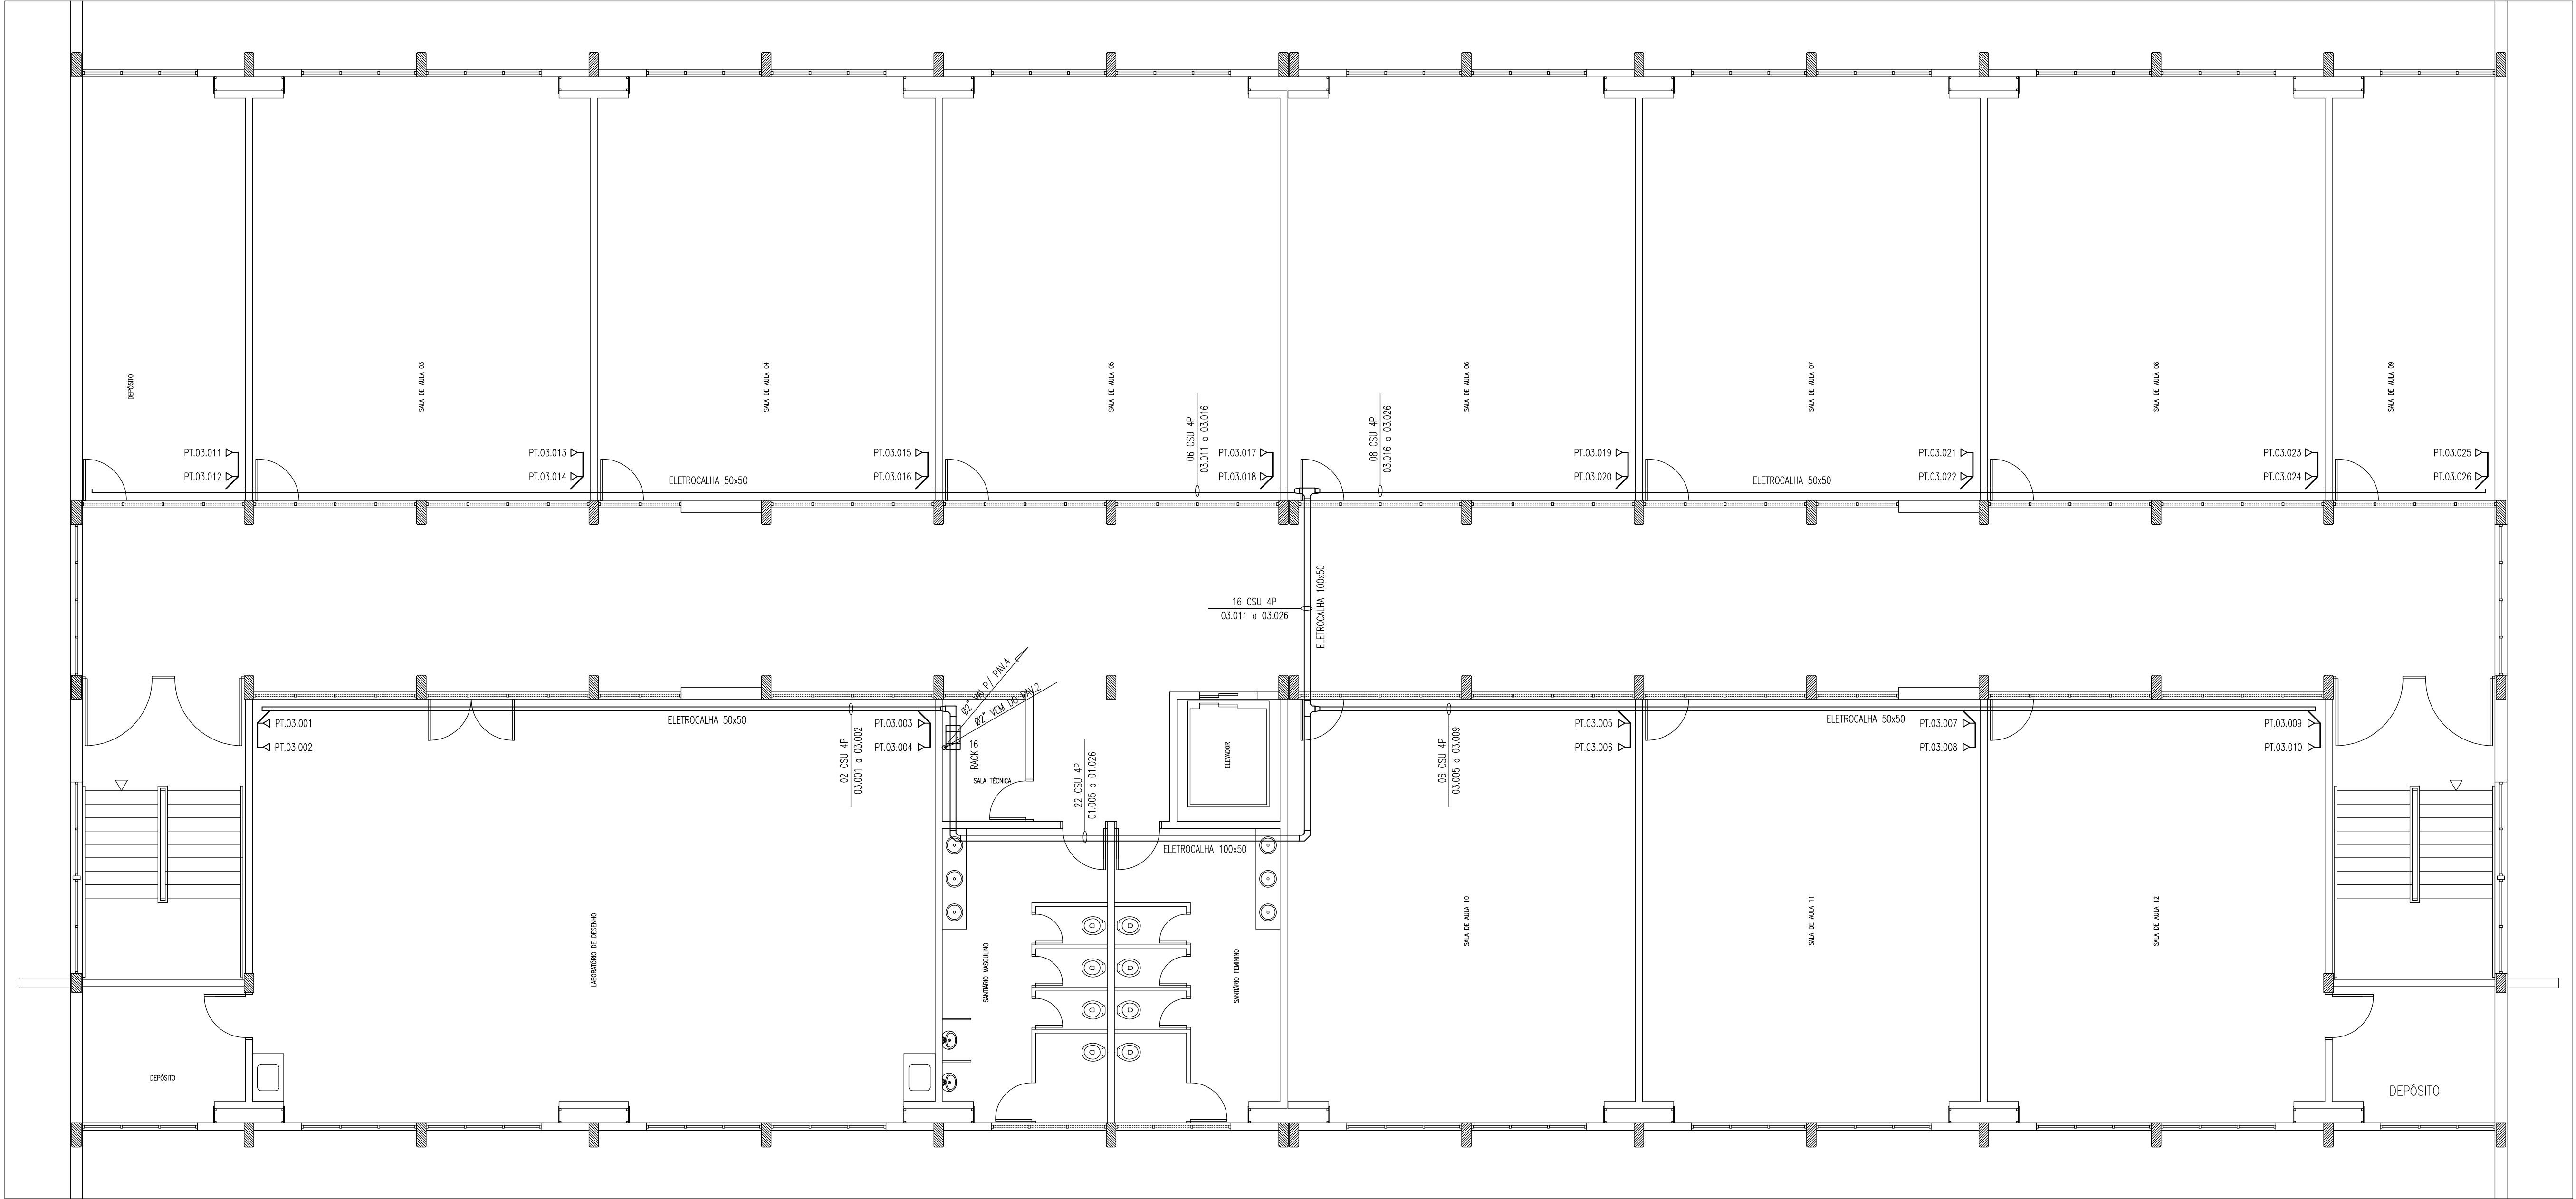 DEPÓSITO
SALA DE AULA 03
SALA DE AULA 04
SALA DE AULA 05
SALA DE AULA 06
SALA DE AULA 07
SALA DE AULA 08
SALA DE AULA 09
06 CSU 4P
03.011 a 03.016
08 CSU 4P
03.016 a 03.026
PT.03.011
PT.03.012
PT.03.013
PT.03.014
PT.03.015
PT.03.016
PT.03.017
PT.03.018
PT.03.019
PT.03.020
PT.03.021
PT.03.022
PT.03.023
PT.03.024
PT.03.025
PT.03.026
ELETROCALHA 50x50
ELETROCALHA 50x50
ELETROCALHA 100x50
16 CSU 4P
03.011 a 03.026
Ø2" VAI P/ PAV.4
Ø2" VEM DO PAV.2
PT.03.001
PT.03.002
ELETROCALHA 50x50
02 CSU 4P
03.001 a 03.002
PT.03.003
PT.03.004
RACK 16
SALA TÉCNICA
22 CSU 4P
01.005 a 01.026
ELEVADOR
ELETROCALHA 100x50
06 CSU 4P
03.005 a 03.009
PT.03.005
PT.03.006
ELETROCALHA 50x50
PT.03.007
PT.03.008
PT.03.009
PT.03.010
LABORATÓRIO DE DESENHO
SANTIÁRIO MASCULINO
SANTIÁRIO FEMININO
SALA DE AULA 10
SALA DE AULA 11
SALA DE AULA 12
DEPÓSITO
DEPÓSITO